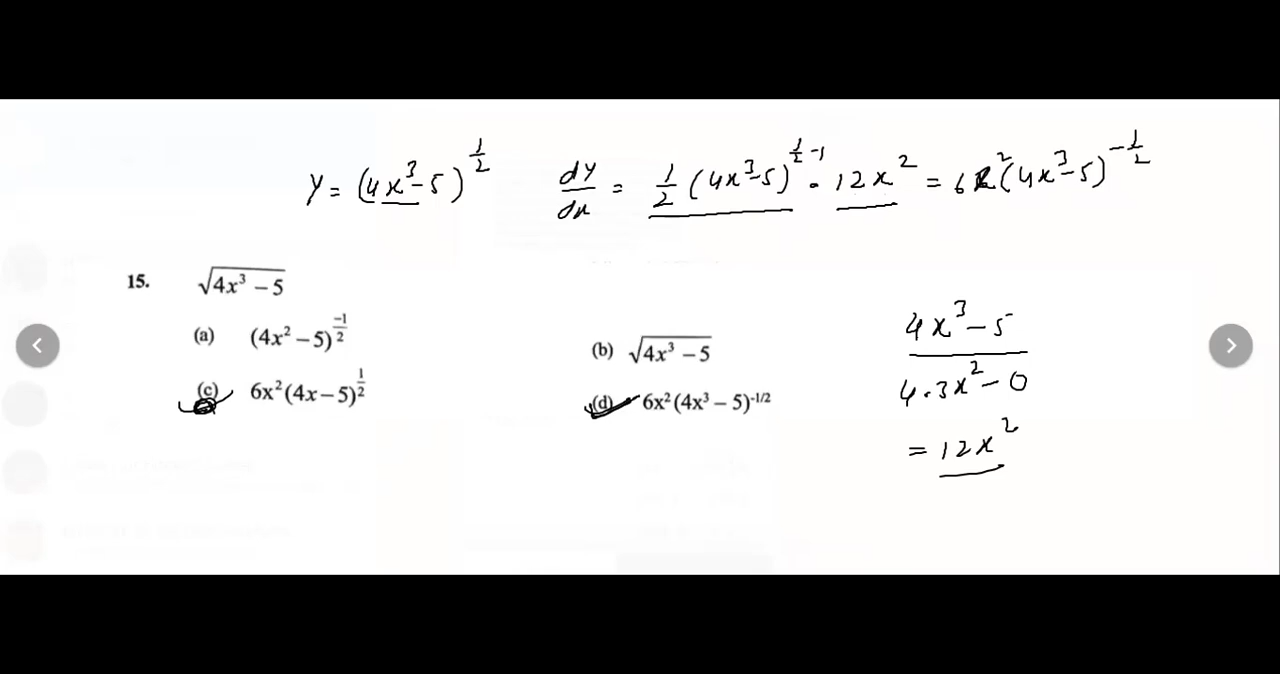 y = (4x³-5)^½ dy/dx = ½ (4x³-5)^(½-1) · 12x² = 6x² (4x³-5)^-½
15. √(4x³ – 5)
(a) (4x² – 5)^(-1/2)
(b) √(4x³ – 5)
(c) 6x² (4x – 5)^(1/2)
(d) 6x² (4x³ – 5)^-1/2
4x³ - 5
4.3x² - 0
= 12x²